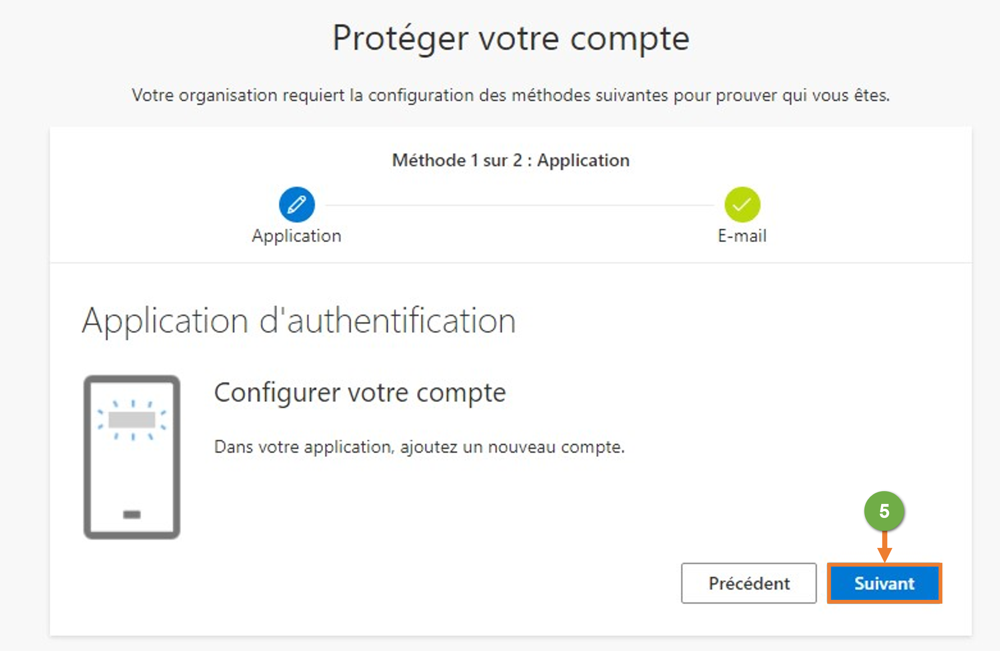 Protéger votre compte
Votre organisation requiert la configuration des méthodes suivantes pour prouver qui vous êtes.
Méthode 1 sur 2 : Application
Application
E-mail
Application d'authentification
Configurer votre compte
Dans votre application, ajoutez un nouveau compte.
5
Précédent
Suivant